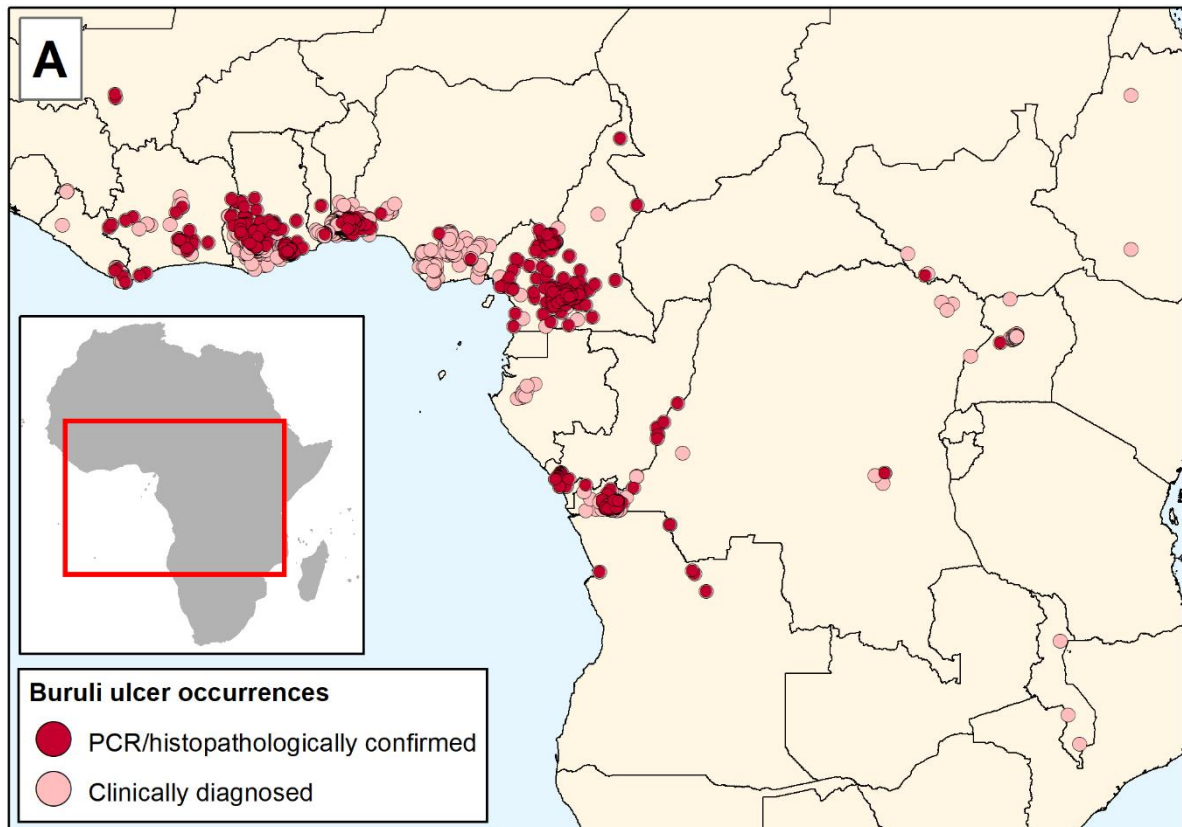 A
Buruli ulcer occurrences
PCR/histopathologically confirmed
Clinically diagnosed